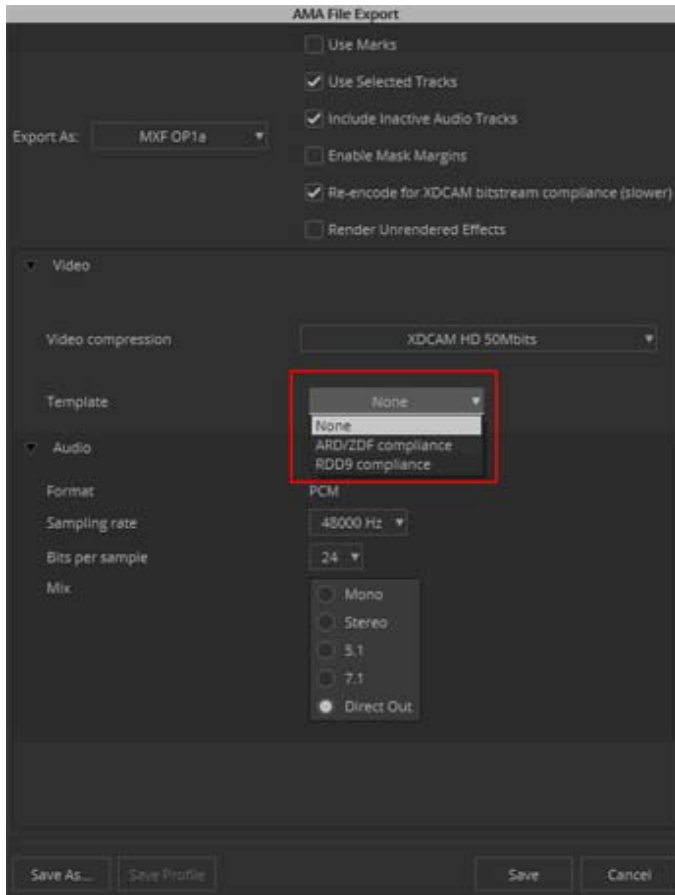 AMA File Export
Use Marks
Use Selected Tracks
Include Inactive Audio Tracks
Export As: MXF OP1a
Enable Mask Margins
Re-encode for XDCAM bitstream compliance (slower)
Render Unrendered Effects
Video
Video compression XDCAM HD 50Mbits
Template None
None
ARD/ZDF compliance
RDD9 compliance
Audio
Format PCM
Sampling rate 48000 Hz
Bits per sample 24
Mix Mono
Stereo
5.1
7.1
Direct Out
Save As... Save Profile Save Cancel